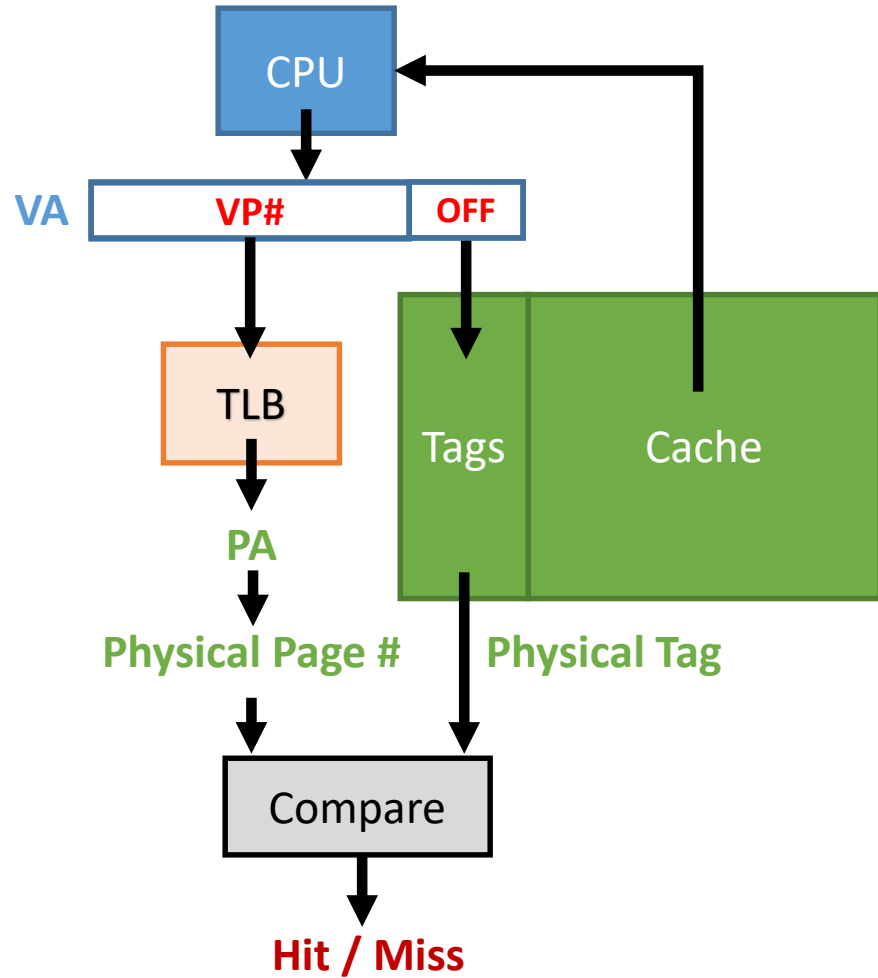 CPU
VA
VP#
OFF
TLB
Tags
Cache
PA
Physical Page #
Physical Tag
Compare
Hit / Miss